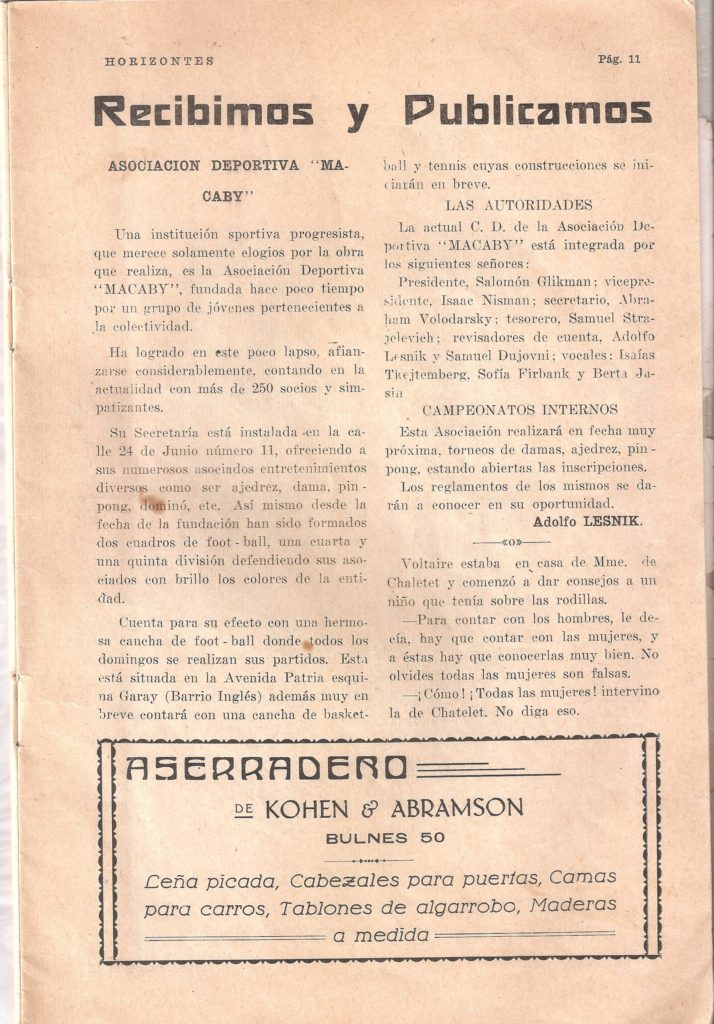 HORIZONTES
Pág. 11
Recibimos y Publicamos
ASOCIACION DEPORTIVA "MA-
CABY"
Una institución sportiva progresista,
que merece solamente elogios por la obra
que realiza, es la Asociación Deportiva
"MACABY", fundada hace poco tiempo
por un grupo de jóvenes pertenecientes a
la colectividad.
Ha logrado en este poco lapso, afian-
zarse considerablemente, contando en la
actualidad con más de 250 socios y sim-
patizantes.
Su Secretaría está instalada en la ca-
lle 24 de Junio número 11, ofreciendo a
sus numerosos asociados entretenimientos
diversos como ser ajedrez, dama, pin-
pong, dominó, etc. Así mismo desde la
fecha de la fundación han sido formados
dos cuadros de foot-ball, una cuarta y
una quinta división defendiendo sus aso-
ciados con brillo los colores de la enti-
dad.
Cuenta para su efecto con una hermo-
sa cancha de foot-ball donde todos los
domingos se realizan sus partidos. Esta
está situada en la Avenida Patria esqui-
na Garay (Barrio Inglés) además muy en
breve contará con una cancha de basket-
ball y tennis cuyas construcciones se ini-
ciarán en breve.
LAS AUTORIDADES
La actual C. D. de la Asociación De-
portiva "MACABY" está integrada por
los siguientes señores:
Presidente, Salomón Glikman; vicepre-
sidente, Isaac Nisman; secretario, Abra-
ham Volodarsky; tesorero, Samuel Stra-
jelevich; revisadores de cuenta, Adolfo
Lesnik y Samuel Dujovni; vocales: Isaías
Tkejtemberg, Sofía Firbank y Berta Ja-
sin
CAMPEONATOS INTERNOS
Esta Asociación realizará en fecha muy
próxima, torneos de damas, ajedrez, pin-
pong, estando abiertas las inscripciones.
Los reglamentos de los mismos se da-
rán a conocer en su oportunidad.
Adolfo LESNIK.
«o»
Voltaire estaba en casa de Mme. de
Chaletet y comenzó a dar consejos a un
niño que tenía sobre las rodillas.
—Para contar con los hombres, le de-
cía, hay que contar con las mujeres, y
a éstas hay que conocerlas muy bien. No
olvides todas las mujeres son falsas.
—¡Cómo! ¡Todas las mujeres! intervino
la de Chatelet. No diga eso.
ASERRADERO
DE KOHEN & ABRAMSON
BULNES 50
Leña picada, Cabezales para puertas, Camas
para carros, Tablones de algarrobo, Maderas
a medida